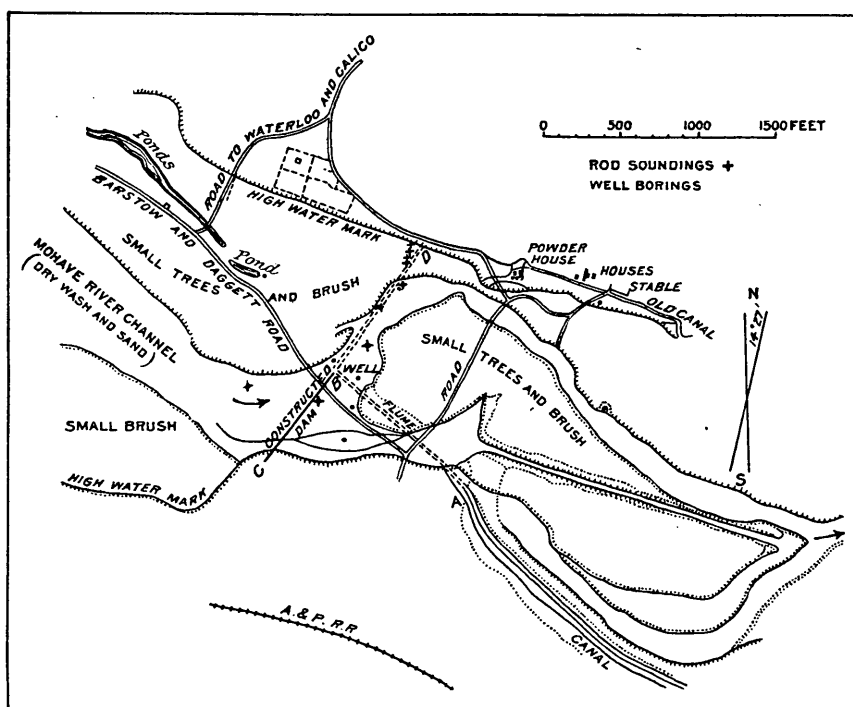 ROAD TO WATERLOO AND CALICO
0 500 1000 1500 FEET
ROD SOUNDINGS +
WELL BORINGS
Ponds
BARSTOW AND DAGGETT ROAD
HIGH WATER MARK
D
POWDER
HOUSE
HOUSES
STABLE
OLD CANAL
N
14°27'
S
SMALL TREES
AND BRUSH
Pond
MOHAVE RIVER CHANNEL
(DRY WASH AND SAND)
SMALL
TREES AND BRUSH
ROAD
WELL
B
FLUME
CONSTRUCTED
DAM
C
SMALL BRUSH
HIGH WATER MARK
A
CANAL
A. & P. R.R